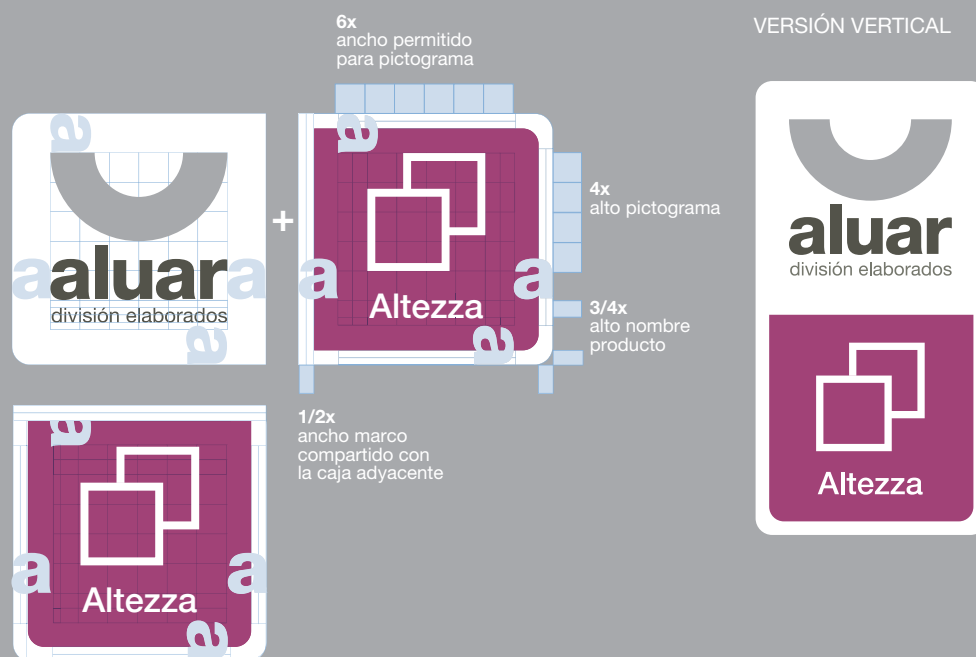 6x
ancho permitido
para pictograma
VERSIÓN VERTICAL
a
a
a aluar a
división elaborados
a
+
a
a
a
Altezza
a
4x
alto pictograma
3/4x
alto nombre
producto
1/2x
ancho marco
compartido con
la caja adyacente
aluar
división elaborados
Altezza
a
a
a
Altezza
a